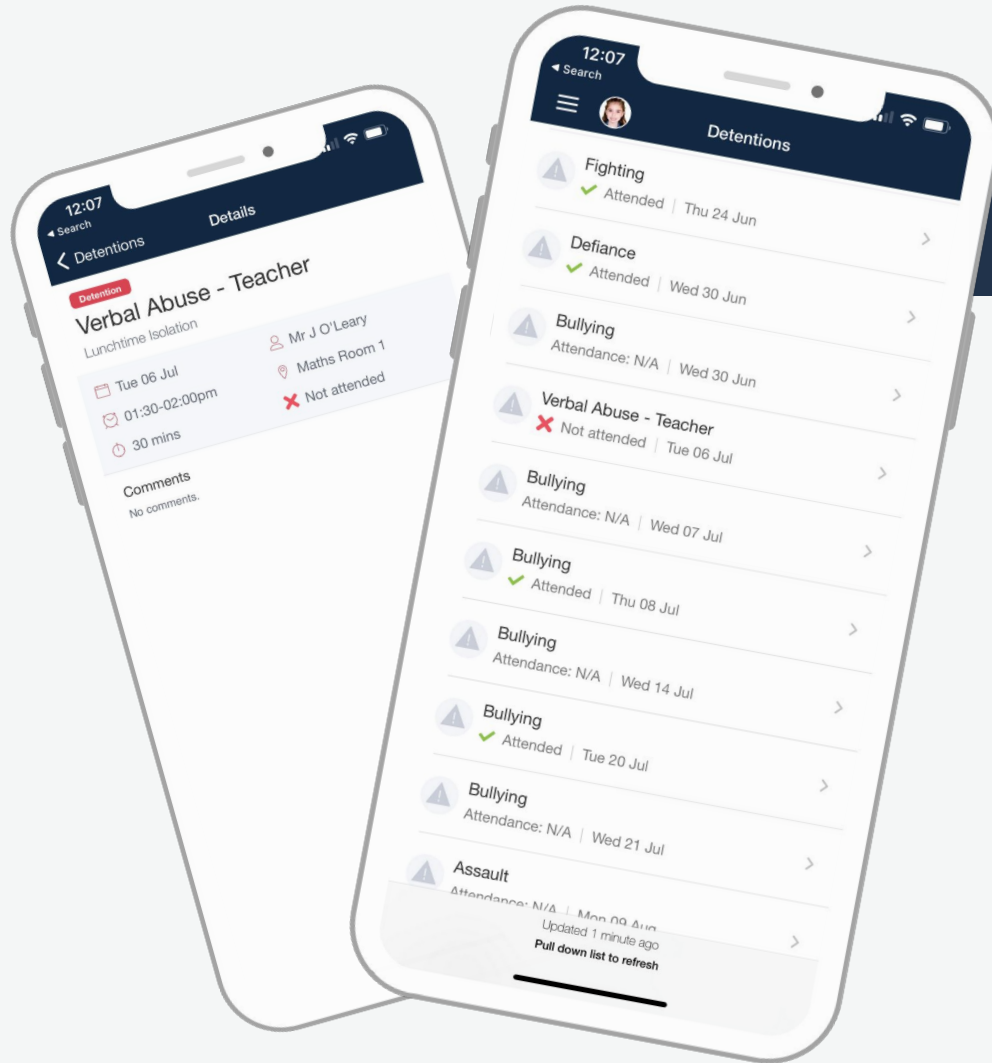 12:07
Search
Detentions
Details
Detention
Verbal Abuse - Teacher
Lunchtime Isolation
Tue 06 Jul
Mr J O'Leary
01:30-02:00pm
Maths Room 1
30 mins
Not attended
Comments
No comments.
12:07
Search
Detentions
Fighting
Attended | Thu 24 Jun
Defiance
Attended | Wed 30 Jun
Bullying
Attendance: N/A | Wed 30 Jun
Verbal Abuse - Teacher
Not attended | Tue 06 Jul
Bullying
Attendance: N/A | Wed 07 Jul
Bullying
Attended | Thu 08 Jul
Bullying
Attendance: N/A | Wed 14 Jul
Bullying
Attended | Tue 20 Jul
Bullying
Attendance: N/A | Wed 21 Jul
Assault
Attendance: N/A | Mon 09 Aug
Updated 1 minute ago
Pull down list to refresh